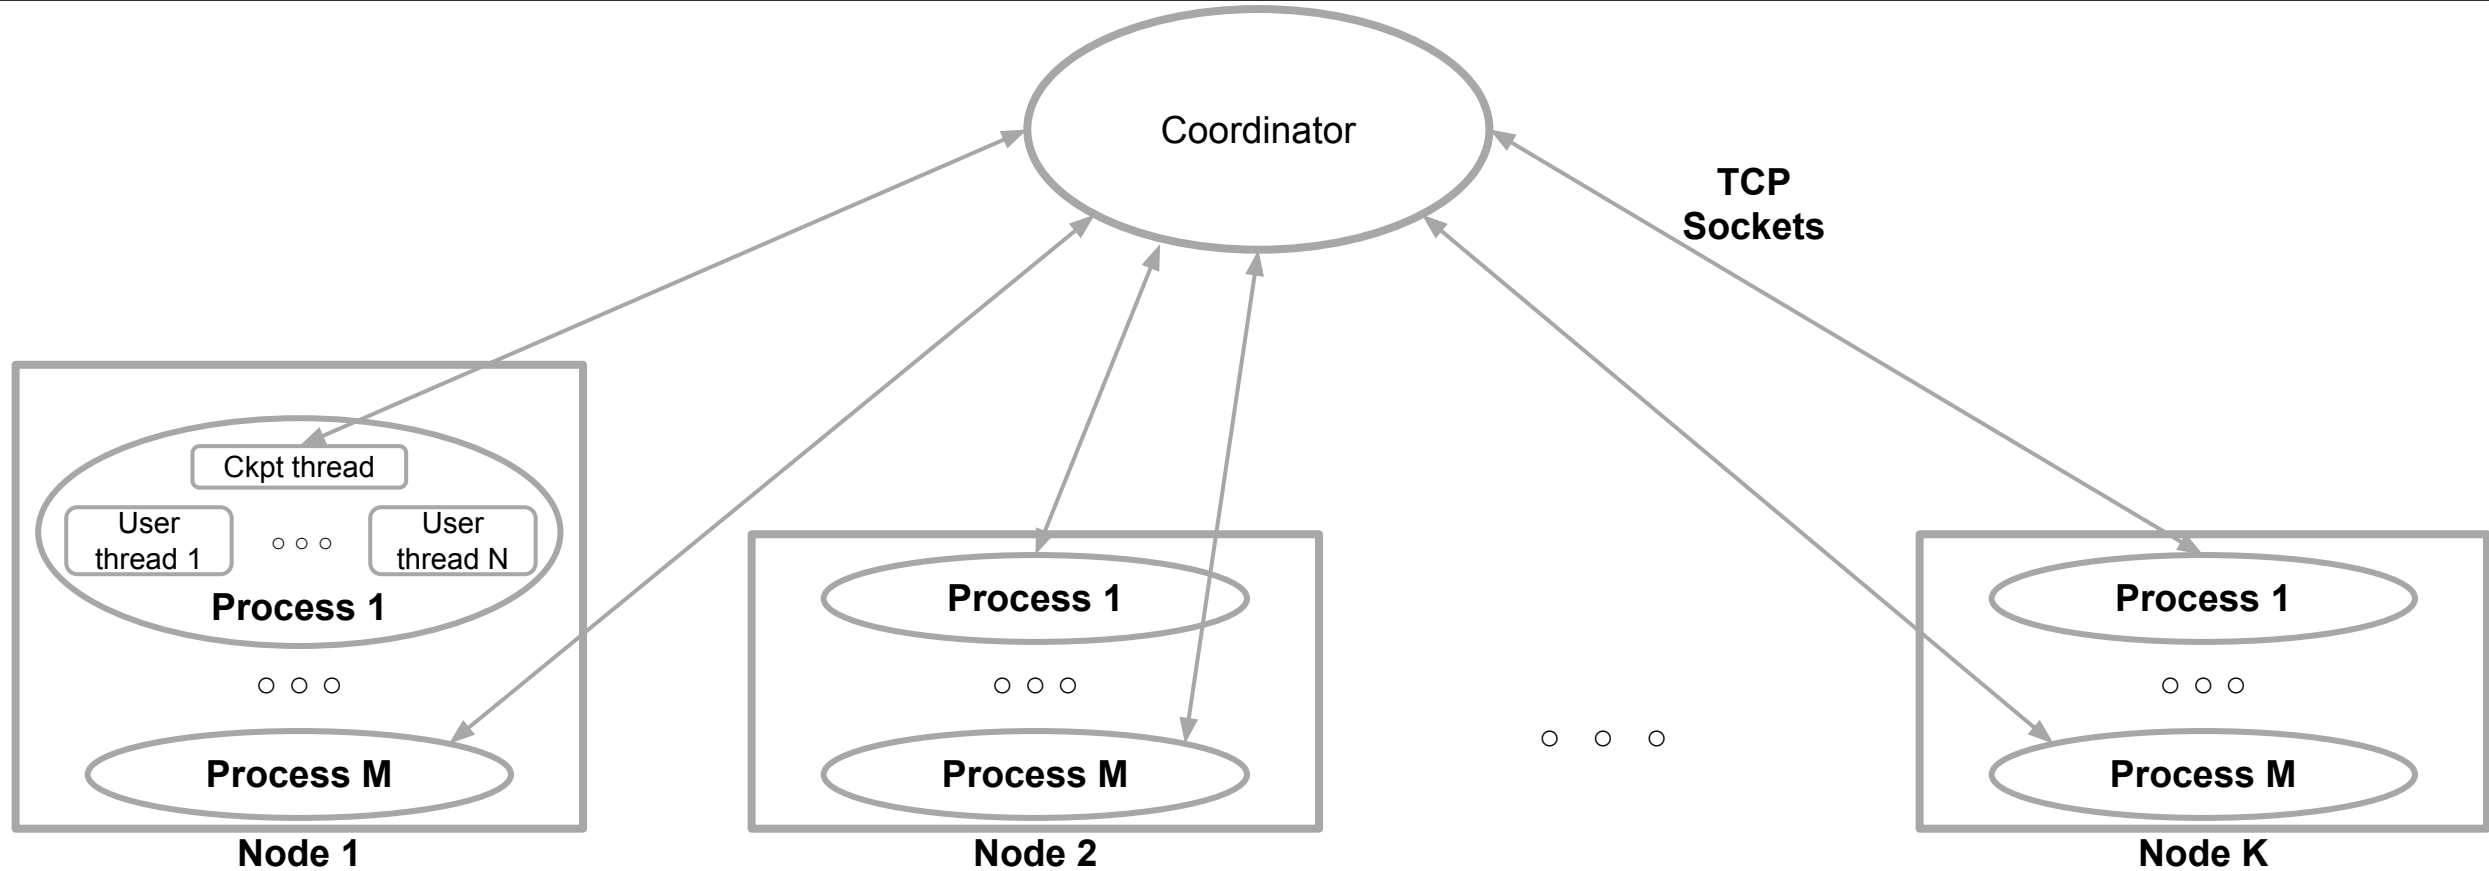 Coordinator
TCP
Sockets
Ckpt thread
User
thread 1
User
thread N
Process 1
Process M
Node 1
Process 1
Process M
Node 2
Process 1
Process M
Node K